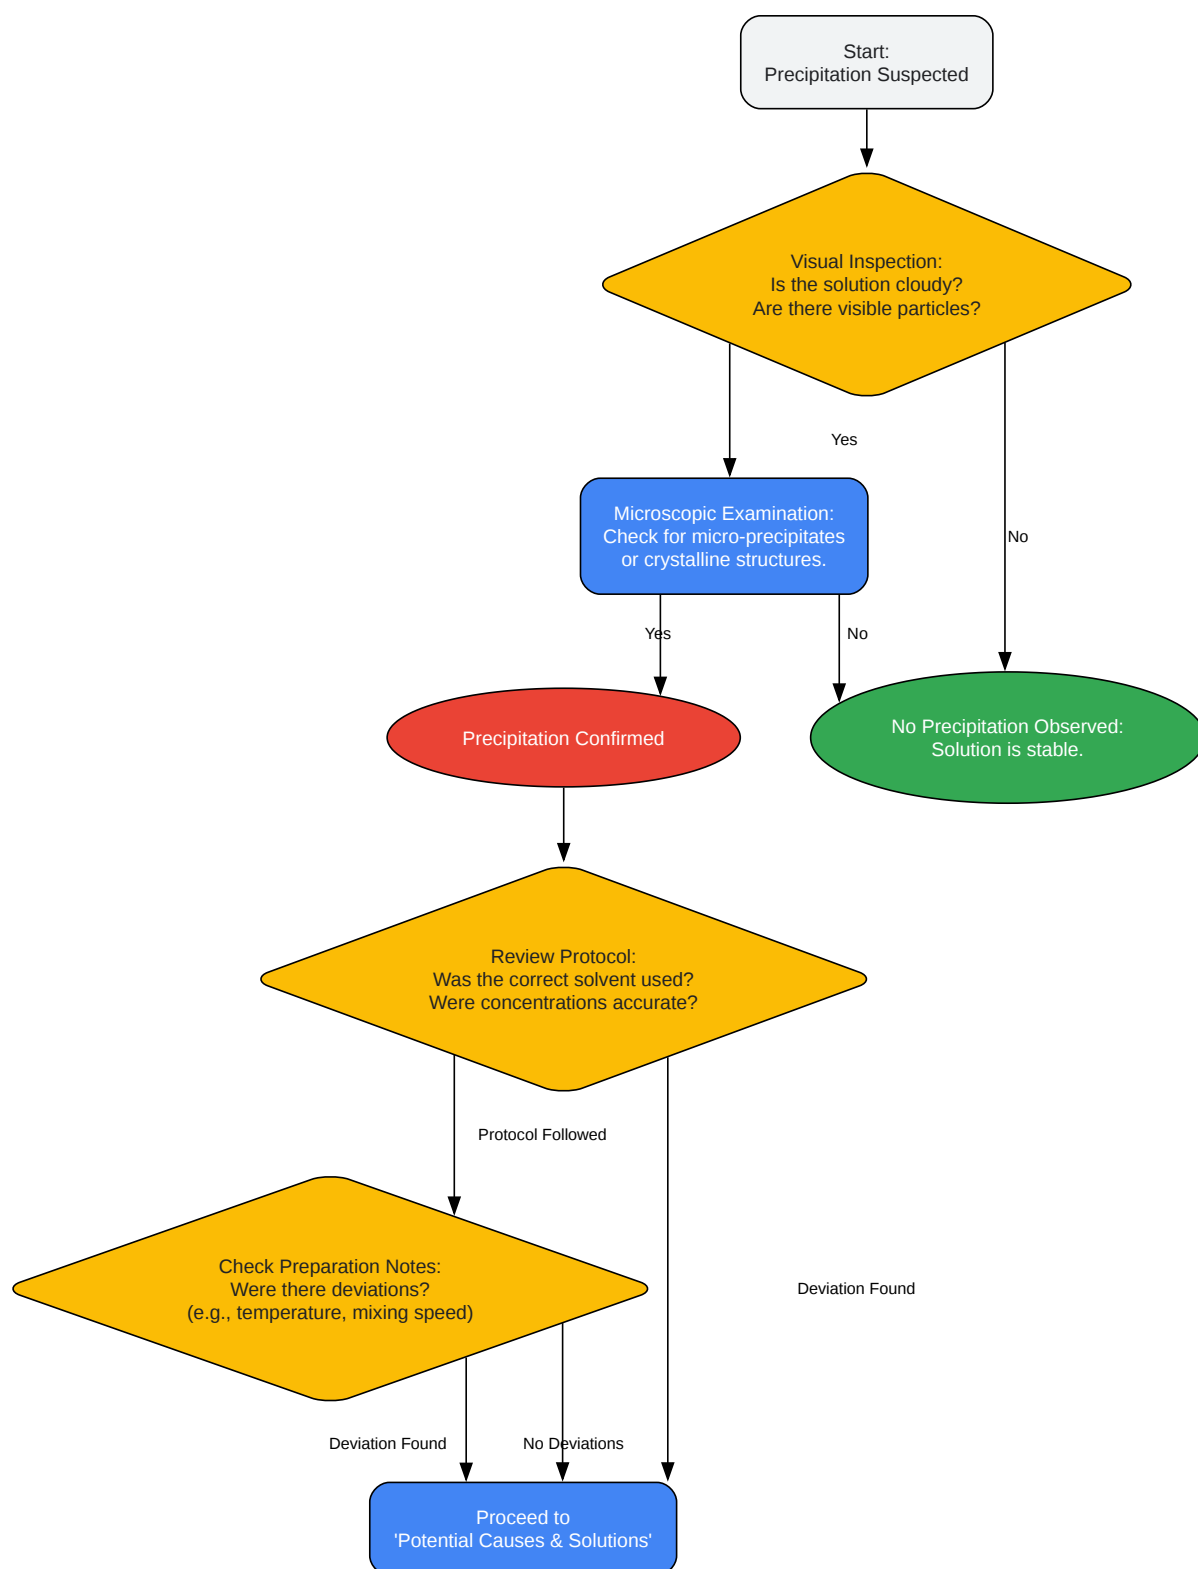 Start:
Precipitation Suspected
Visual Inspection:
Is the solution cloudy?
Are there visible particles?
Yes
Microscopic Examination:
Check for micro-precipitates
or crystalline structures.
No
Yes
No
Precipitation Confirmed
No Precipitation Observed:
Solution is stable.
Review Protocol:
Was the correct solvent used?
Were concentrations accurate?
Protocol Followed
Check Preparation Notes:
Were there deviations?
(e.g., temperature, mixing speed)
Deviation Found
Deviation Found
No Deviations
Proceed to
'Potential Causes & Solutions'